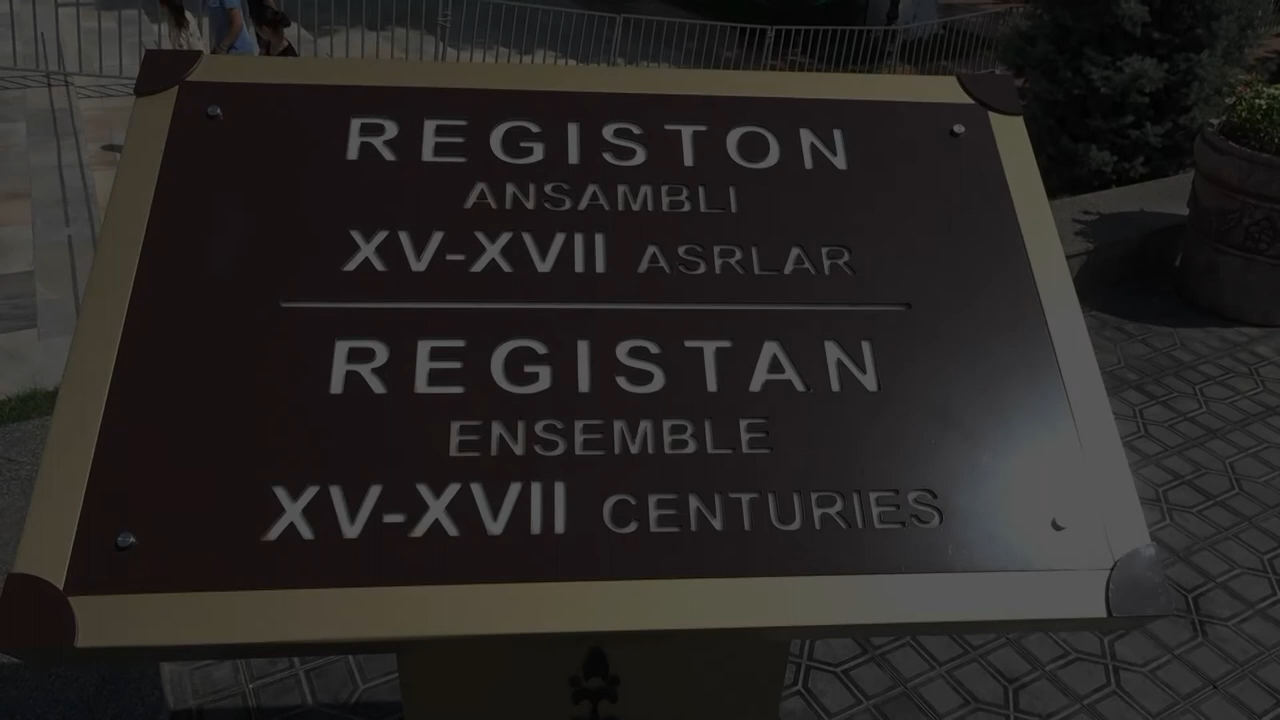 REGISTON
ANSAMBLI
XV-XVII ASRLAR
REGISTAN
ENSEMBLE
XV-XVII CENTURIES